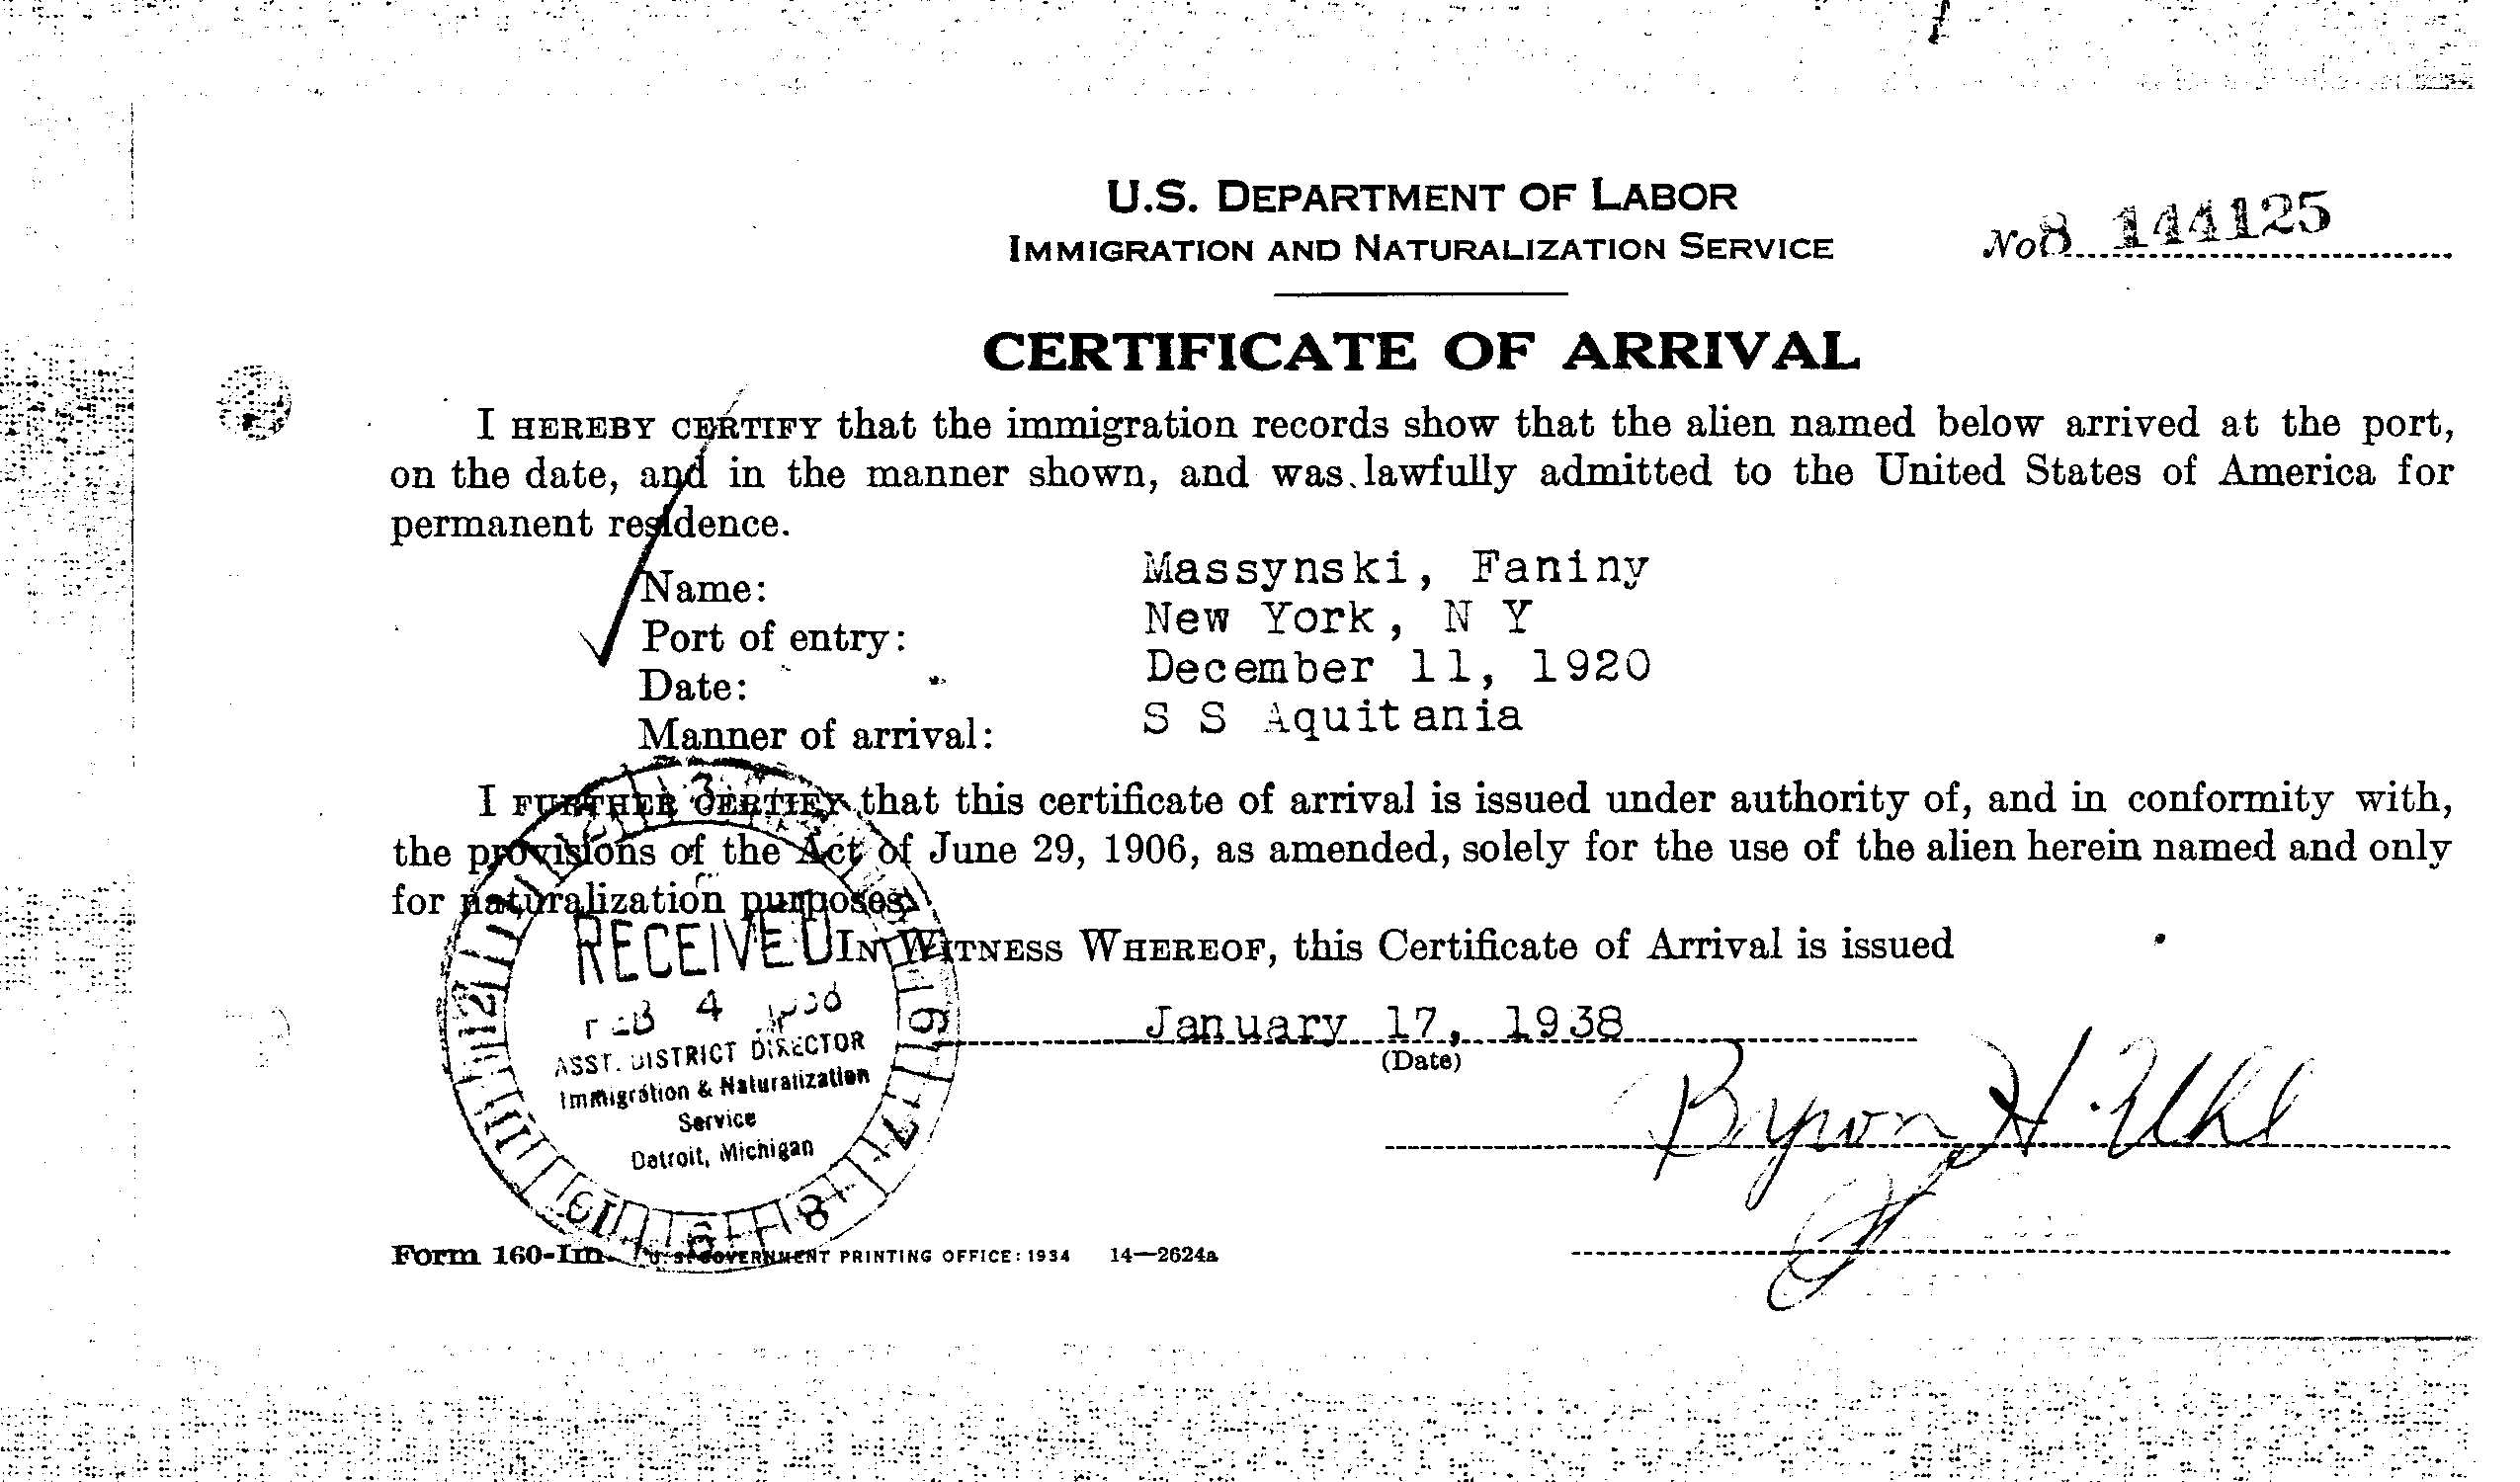 U.S. DEPARTMENT OF LABOR
IMMIGRATION AND NATURALIZATION SERVICE
No 8 144125
CERTIFICATE OF ARRIVAL
I HEREBY CERTIFY that the immigration records show that the alien named below arrived at the port,
on the date, and in the manner shown, and was lawfully admitted to the United States of America for
permanent residence.
Name: Massynski, Faniny
Port of entry: New York, N Y
Date: December 11, 1920
Manner of arrival: S S Aquitania
I FURTHER CERTIFY that this certificate of arrival is issued under authority of, and in conformity with,
the provisions of the Act of June 29, 1906, as amended, solely for the use of the alien herein named and only
for naturalization purposes.
IN WITNESS WHEREOF, this Certificate of Arrival is issued
January 17, 1938
(Date)
Byron H. Uhl
RECEIVED
FEB 4
ASST. DISTRICT DIRECTOR
Immigration & Naturalization
Service
Detroit, Michigan
Form 160-Im. U. S. GOVERNMENT PRINTING OFFICE: 1934 14—2624a